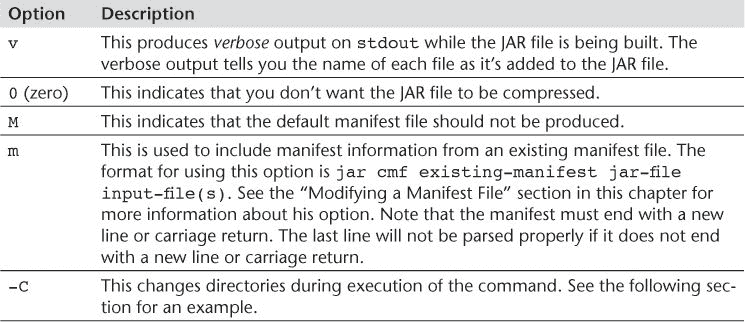 Option Description
v This produces verbose output on stdout while the JAR file is being built. The
verbose output tells you the name of each file as it’s added to the JAR file.
0 (zero) This indicates that you don’t want the JAR file to be compressed.
M This indicates that the default manifest file should not be produced.
m This is used to include manifest information from an existing manifest file. The
format for using this option is jar cmf existing-manifest jar-file
input-file(s). See the “Modifying a Manifest File” section in this chapter for
more information about his option. Note that the manifest must end with a new
line or carriage return. The last line will not be parsed properly if it does not end
with a new line or carriage return.
-C This changes directories during execution of the command. See the following sec-
tion for an example.